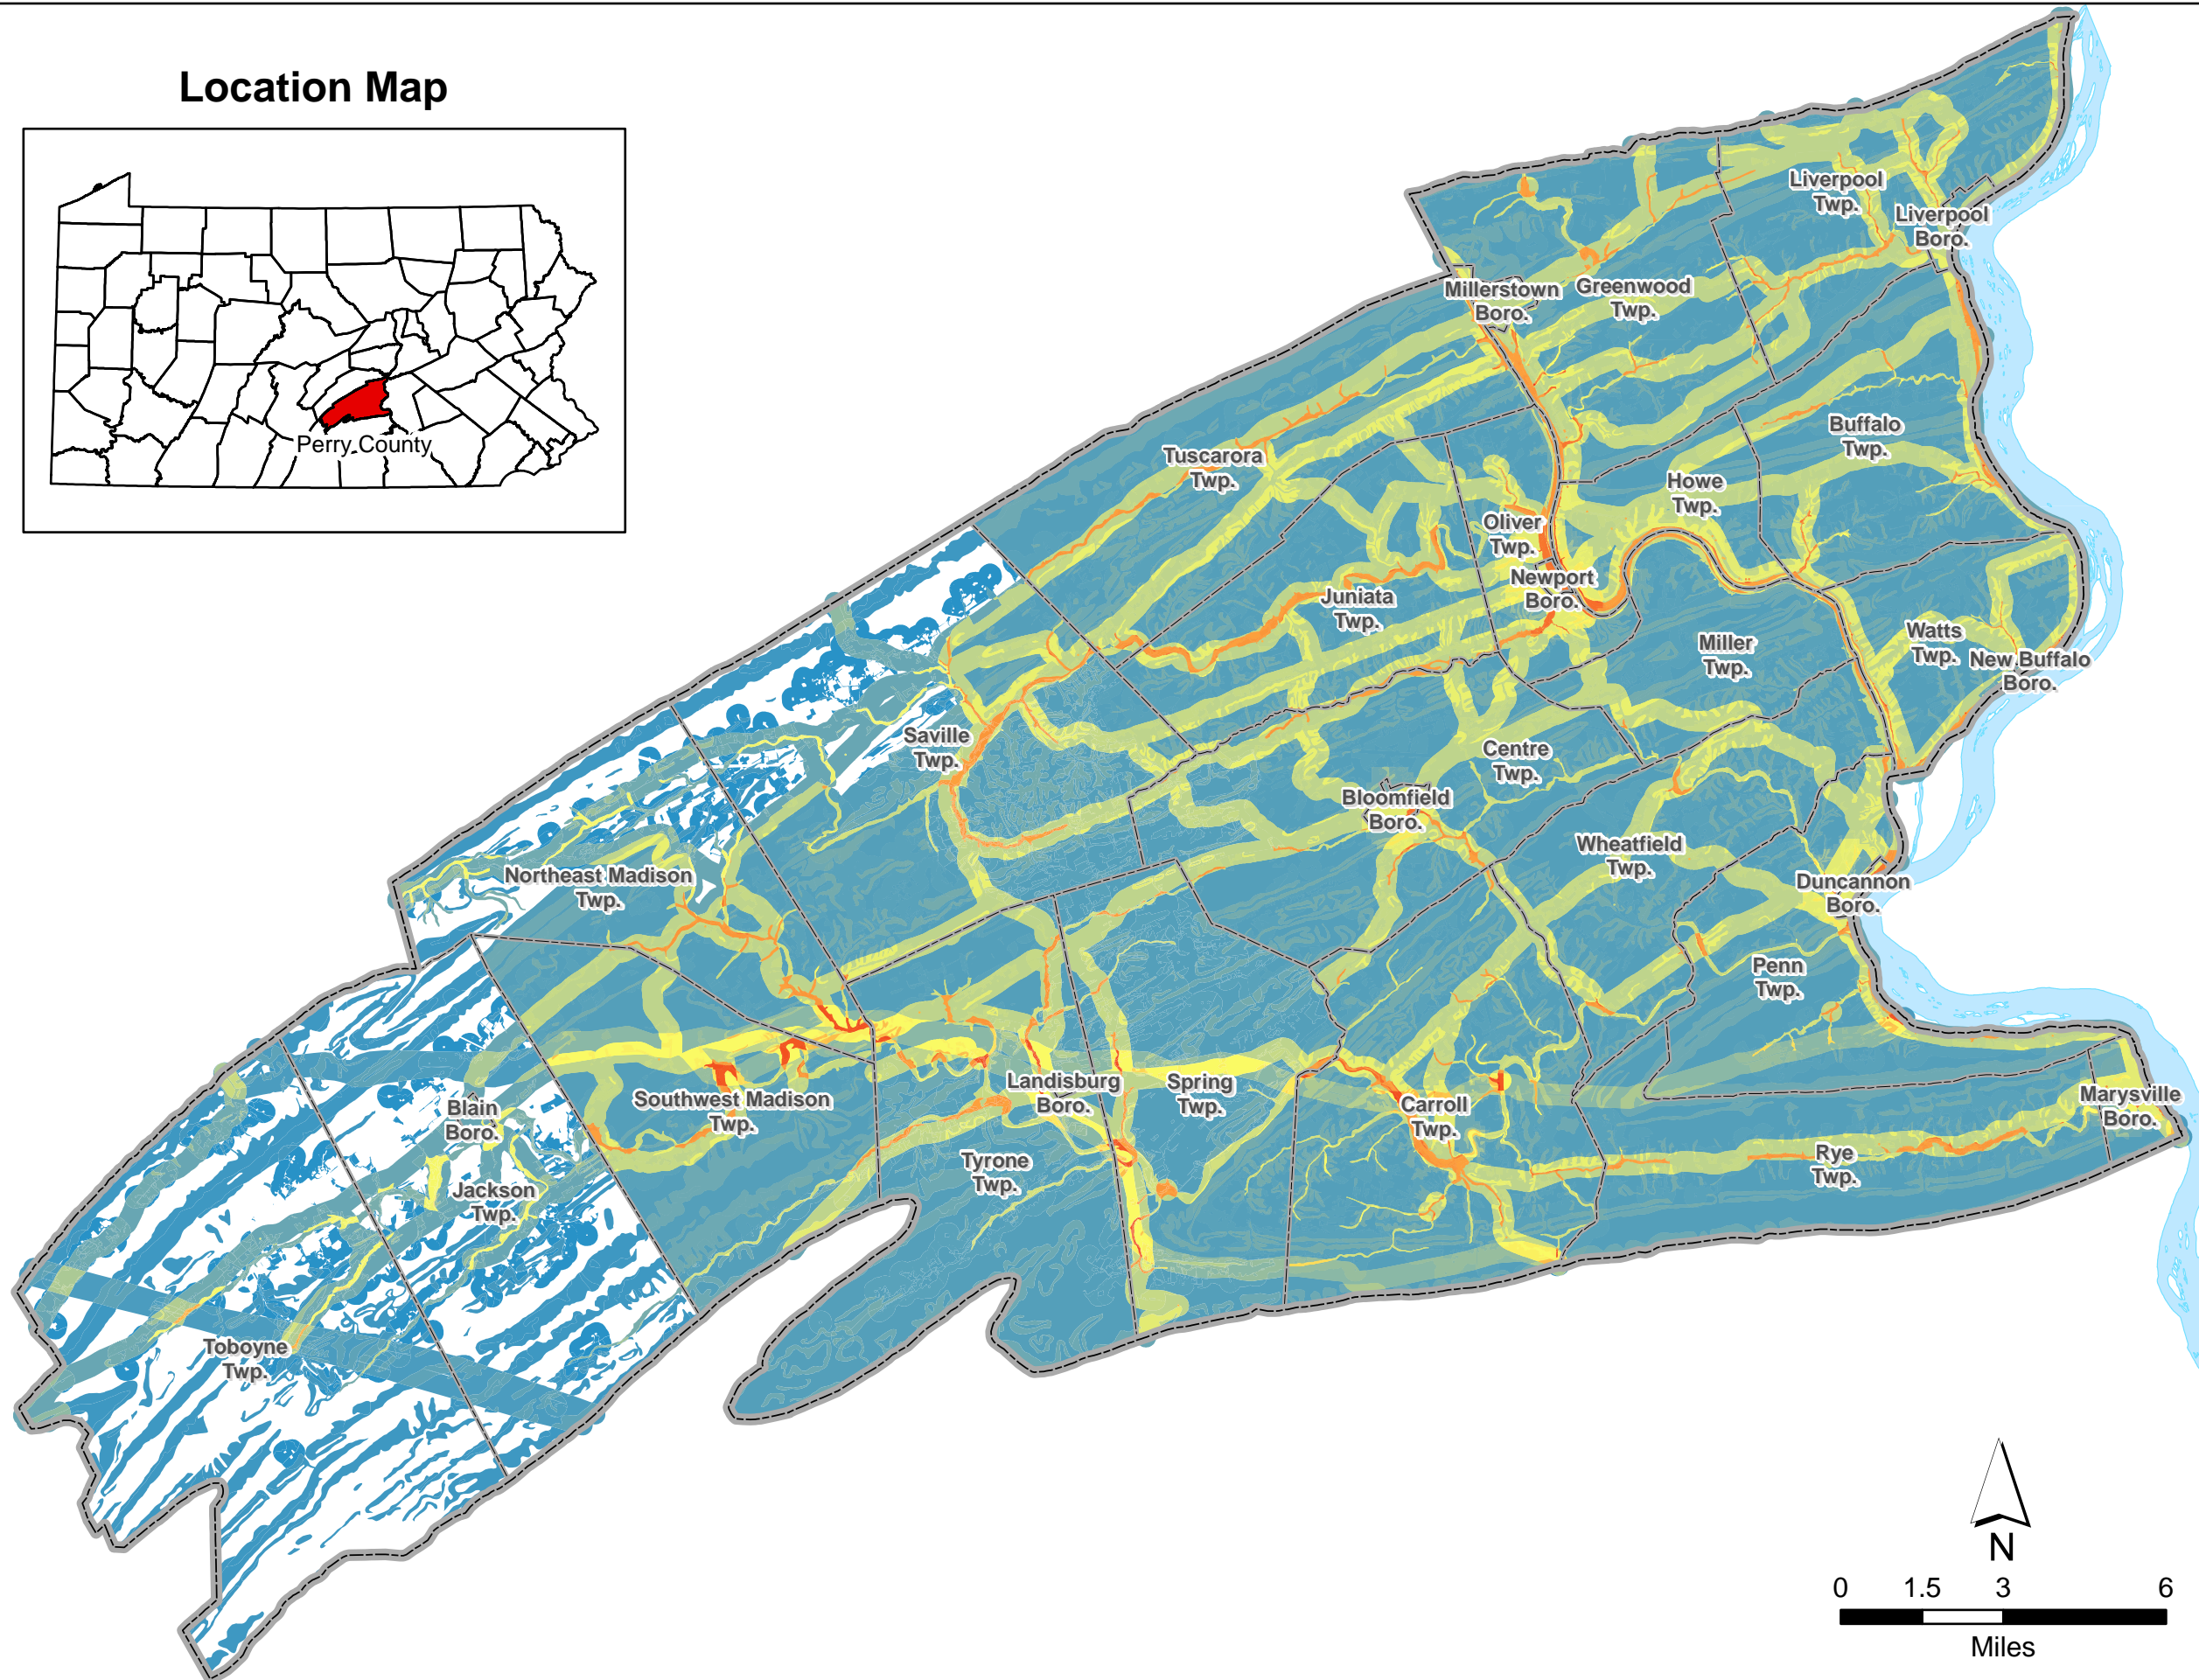 Location Map
Perry County
Liverpool
Twp.
Liverpool
Boro.
Millerstown
Boro.
Greenwood
Twp.
Tuscarora
Twp.
Buffalo
Twp.
Howe
Twp.
Oliver
Twp.
Newport
Boro.
Juniata
Twp.
Miller
Twp.
Watts
Twp.
New Buffalo
Boro.
Saville
Twp.
Centre
Twp.
Bloomfield
Boro.
Wheatfield
Twp.
Northeast Madison
Twp.
Duncannon
Boro.
Penn
Twp.
Landisburg
Boro.
Spring
Twp.
Southwest Madison
Twp.
Blain
Boro.
Carroll
Twp.
Marysville
Boro.
Rye
Twp.
Tyrone
Twp.
Jackson
Twp.
Toboyne
Twp.
N
0 1.5 3 6
Miles